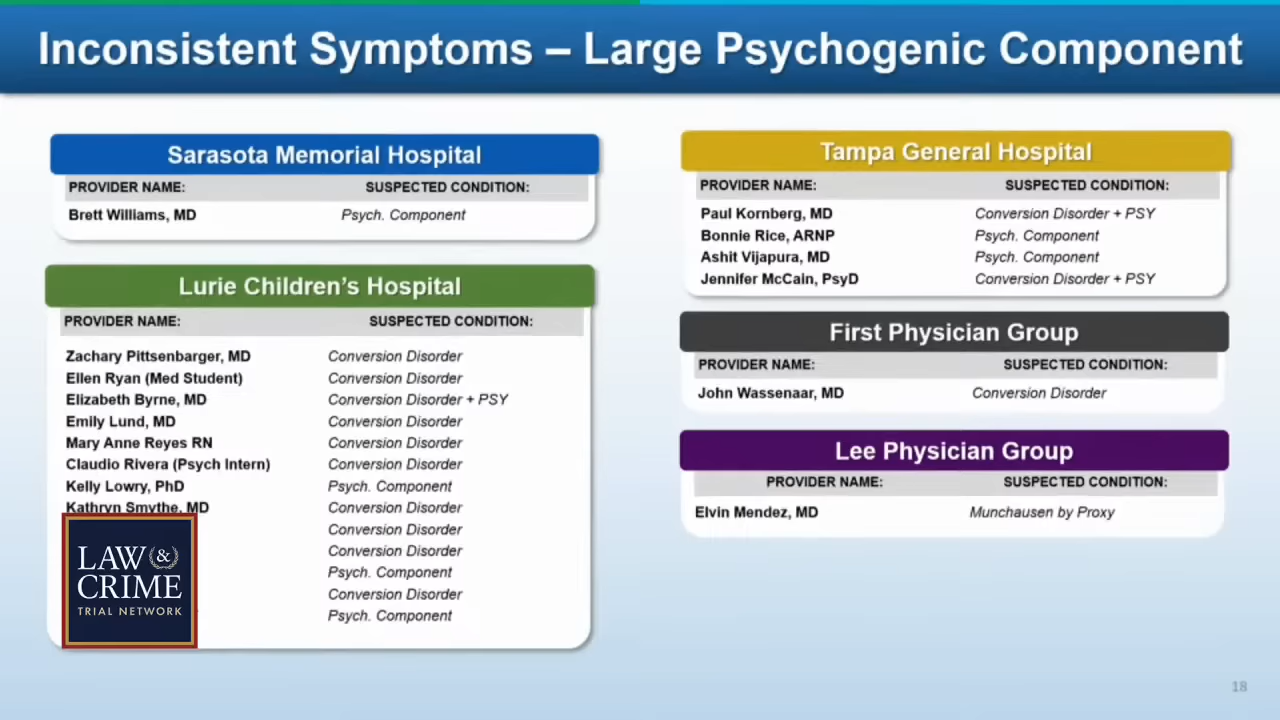 Inconsistent Symptoms – Large Psychogenic Component
Sarasota Memorial Hospital
PROVIDER NAME: SUSPECTED CONDITION:
Brett Williams, MD Psych. Component
Lurie Children's Hospital
PROVIDER NAME: SUSPECTED CONDITION:
Zachary Pittsenbarger, MD Conversion Disorder
Ellen Ryan (Med Student) Conversion Disorder
Elizabeth Byrne, MD Conversion Disorder + PSY
Emily Lund, MD Conversion Disorder
Mary Anne Reyes RN Conversion Disorder
Claudio Rivera (Psych Intern) Conversion Disorder
Kelly Lowry, PhD Psych. Component
Kathryn Smythe, MD Conversion Disorder
Conversion Disorder
Conversion Disorder
Psych. Component
Conversion Disorder
Psych. Component
LAW &
CRIME
TRIAL NETWORK
Tampa General Hospital
PROVIDER NAME: SUSPECTED CONDITION:
Paul Kornberg, MD Conversion Disorder + PSY
Bonnie Rice, ARNP Psych. Component
Ashit Vijapura, MD Psych. Component
Jennifer McCain, PsyD Conversion Disorder + PSY
First Physician Group
PROVIDER NAME: SUSPECTED CONDITION:
John Wassenaar, MD Conversion Disorder
Lee Physician Group
PROVIDER NAME: SUSPECTED CONDITION:
Elvin Mendez, MD Munchausen by Proxy
18